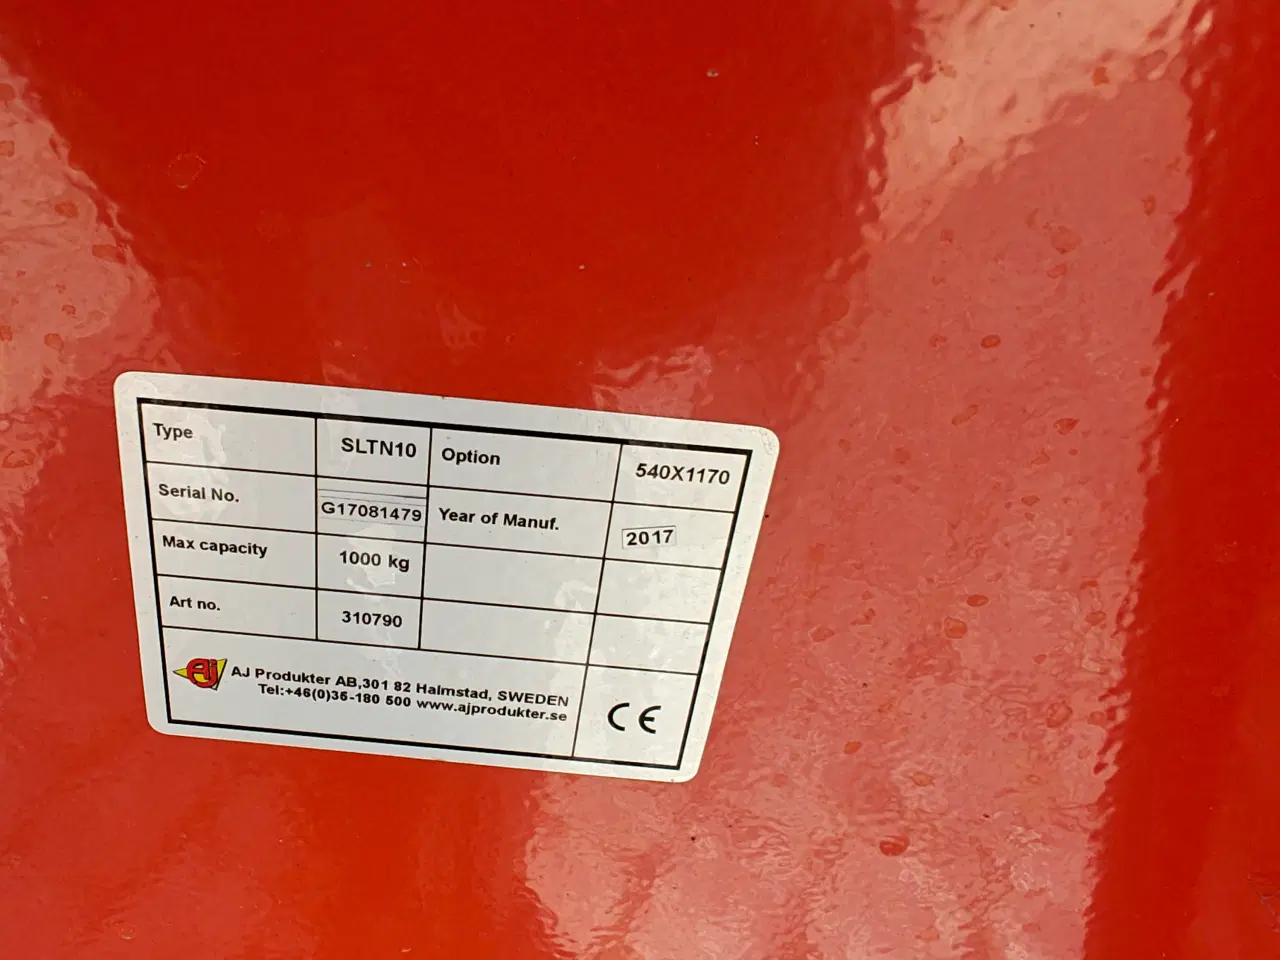 Type SLTN10 Option 540X1170
Serial No. G17081479 Year of Manuf. 2017
Max capacity 1000 kg
Art no. 310790
AJ AJ Produkter AB,301 82 Halmstad, SWEDEN
Tel:+46(0)35-180 500 www.ajprodukter.se
CE